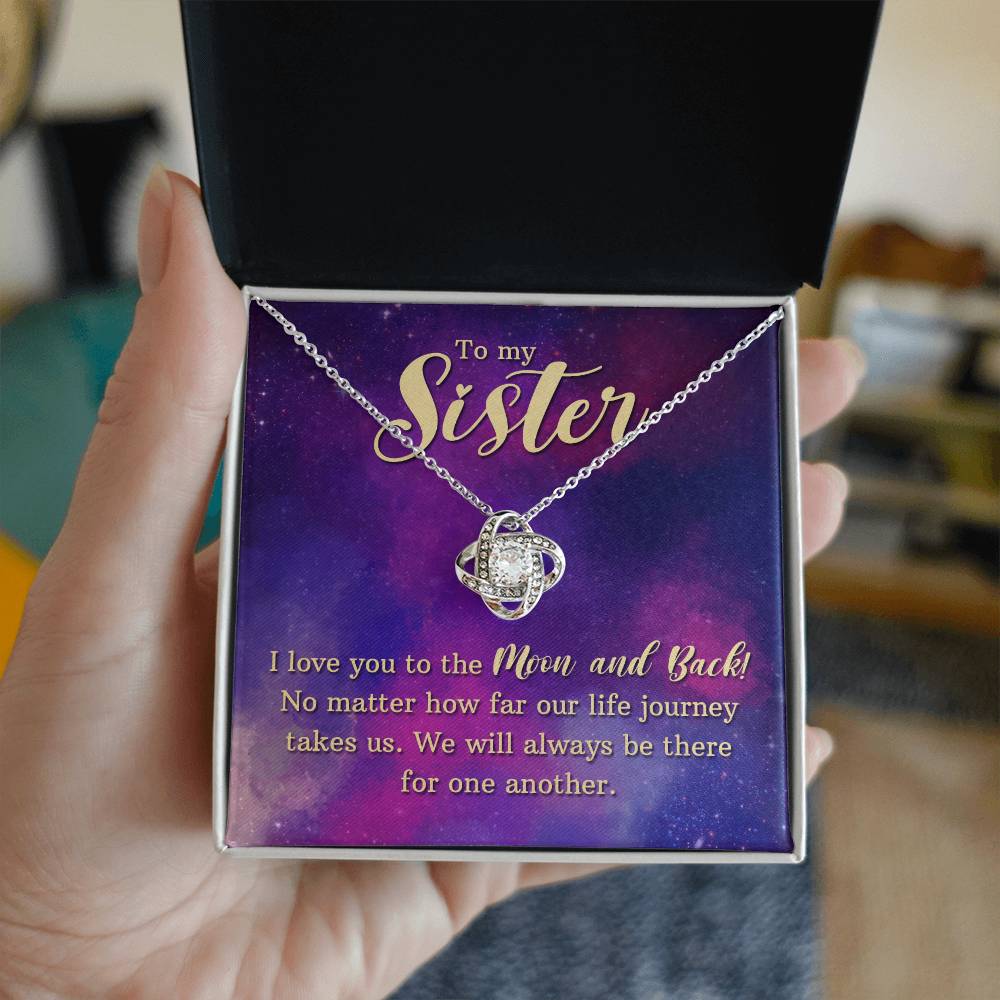 To my
Sister
I love you to the Moon and Back!
No matter how far our life journey
takes us. We will always be there
for one another.